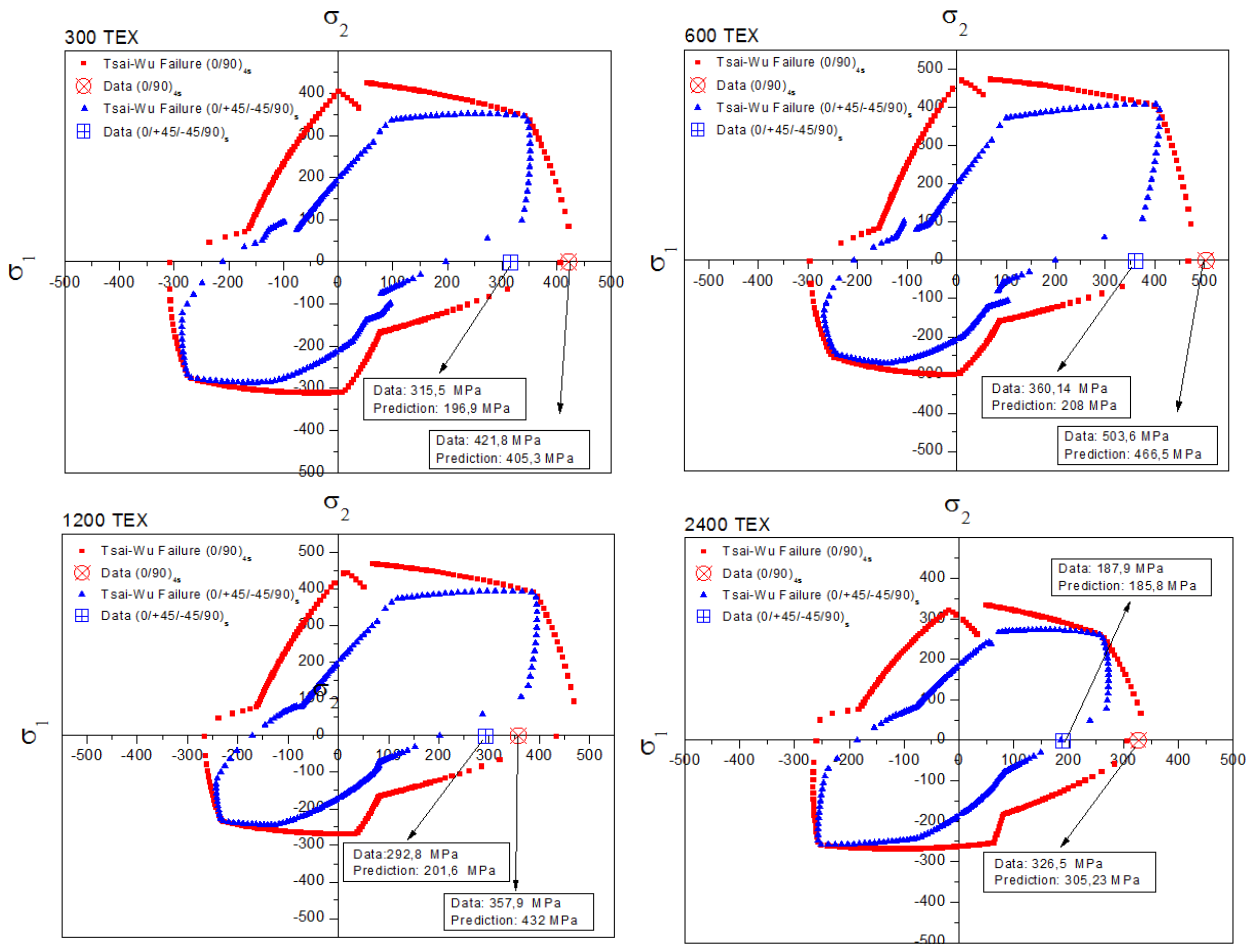 σ2
300 TEX
Tsai-Wu Failure (0/90)4s
Data (0/90)4s
Tsai-Wu Failure (0/+45/-45/90)s
Data (0/+45/-45/90)s
400
300
200
100
0
σ1
-500 -400 -300 -200 -100 0 100 200 300 400 500
-100
-200
-300
-400
500
Data: 315,5 MPa
Prediction: 196,9 MPa
Data: 421,8 MPa
Prediction: 405,3 MPa
σ2
600 TEX
Tsai-Wu Failure (0/90)4s
Data (0/90)4s
Tsai-Wu Failure (0/+45/-45/90)s
Data (0/+45/-45/90)s
500
400
300
200
100
0
σ1
-500 -400 -300 -200 -100 0 100 200 300 400 500
-100
-200
-300
-400
-500
Data: 360,14 MPa
Prediction: 208 MPa
Data: 503,6 MPa
Prediction: 466,5 MPa
σ2
1200 TEX
Tsai-Wu Failure (0/90)4s
Data (0/90)4s
Tsai-Wu Failure (0/+45/-45/90)s
Data (0/+45/-45/90)s
500
400
300
200
100
0
σ1
-500 -400 -300 -200 -100 0 100 200 300 400 500
-100
-200
-300
-400
-500
Data:292,8 MPa
Prediction: 201,6 MPa
Data: 357,9 MPa
Prediction: 432 MPa
σ2
2400 TEX
Tsai-Wu Failure (0/90)4s
Data (0/90)4s
Tsai-Wu Failure (0/+45/-45/90)s
Data (0/+45/-45/90)s
Data: 187,9 MPa
Prediction: 185,8 MPa
400
300
200
100
0
σ1
-500 -400 -300 -200 -100 0 100 200 300 400 500
-100
-200
-300
-400
-500
Data: 326,5 MPa
Prediction: 305,23 MPa